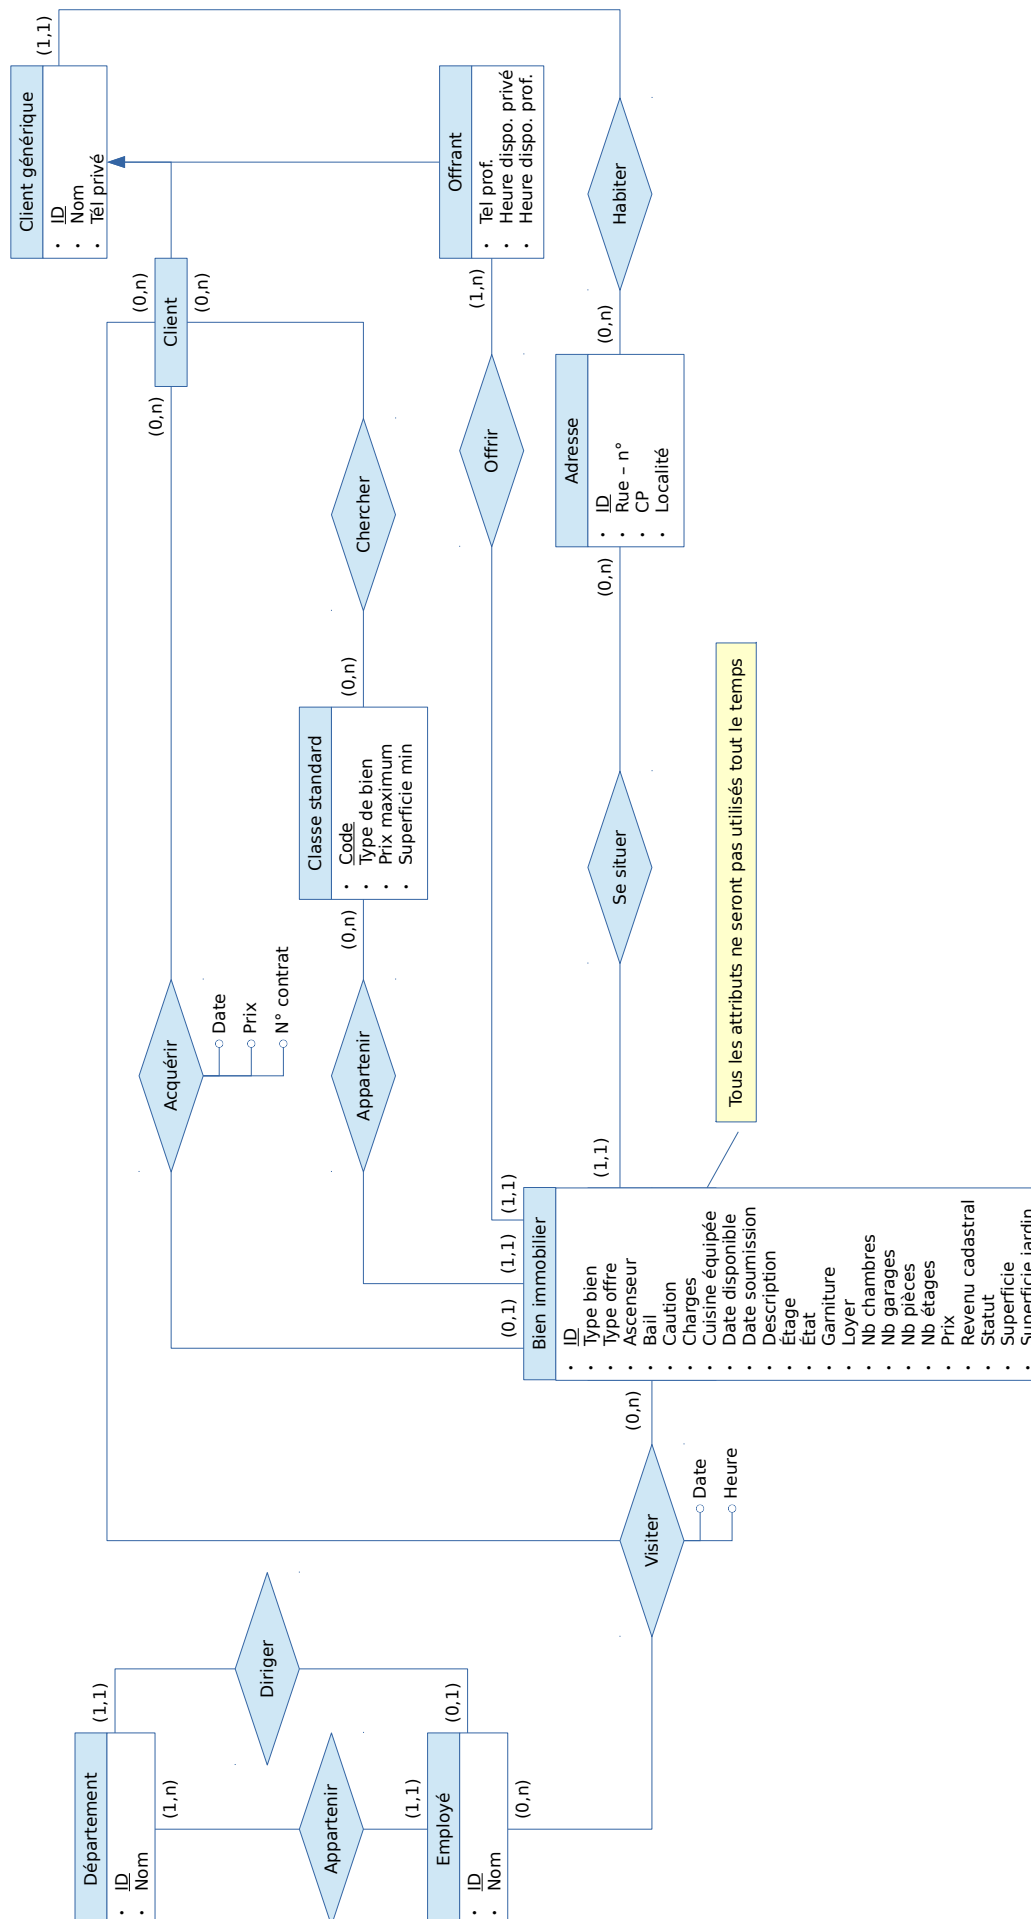 Département
ID
Nom
(1,1)
(1,n)
Diriger
Appartenir
(0,1)
(1,1)
Employé
ID
Nom
(0,n)
Visiter
Date
Heure
(0,n)
Bien immobilier
ID
Type bien
Type offre
Ascenseur
Bail
Caution
Charges
Cuisine équipée
Date disponible
Date soumission
Description
Étage
État
Garniture
Loyer
Nb chambres
Nb garages
Nb pièces
Nb étages
Prix
Revenu cadastral
Statut
Superficie
Superficie jardin
(0,1)
(1,1)
(1,1)
(1,1)
Tous les attributs ne seront pas utilisés tout le temps
Acquérir
Date
Prix
N° contrat
Appartenir
(0,n)
Classe standard
Code
Type de bien
Prix maximum
Superficie min
(0,n)
Chercher
Se situer
(0,n)
Adresse
ID
Rue – n°
CP
Localité
(0,n)
Offrir
(1,n)
Offrant
Tel prof.
Heure dispo. privé
Heure dispo. prof.
Habiter
Client
(0,n)
(0,n)
(0,n)
Client générique
ID
Nom
Tél privé
(1,1)